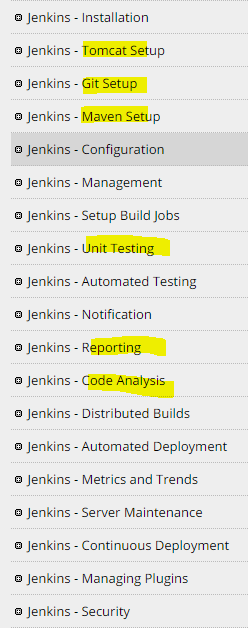 Jenkins - Installation
Jenkins - Tomcat Setup
Jenkins - Git Setup
Jenkins - Maven Setup
Jenkins - Configuration
Jenkins - Management
Jenkins - Setup Build Jobs
Jenkins - Unit Testing
Jenkins - Automated Testing
Jenkins - Notification
Jenkins - Reporting
Jenkins - Code Analysis
Jenkins - Distributed Builds
Jenkins - Automated Deployment
Jenkins - Metrics and Trends
Jenkins - Server Maintenance
Jenkins - Continuous Deployment
Jenkins - Managing Plugins
Jenkins - Security